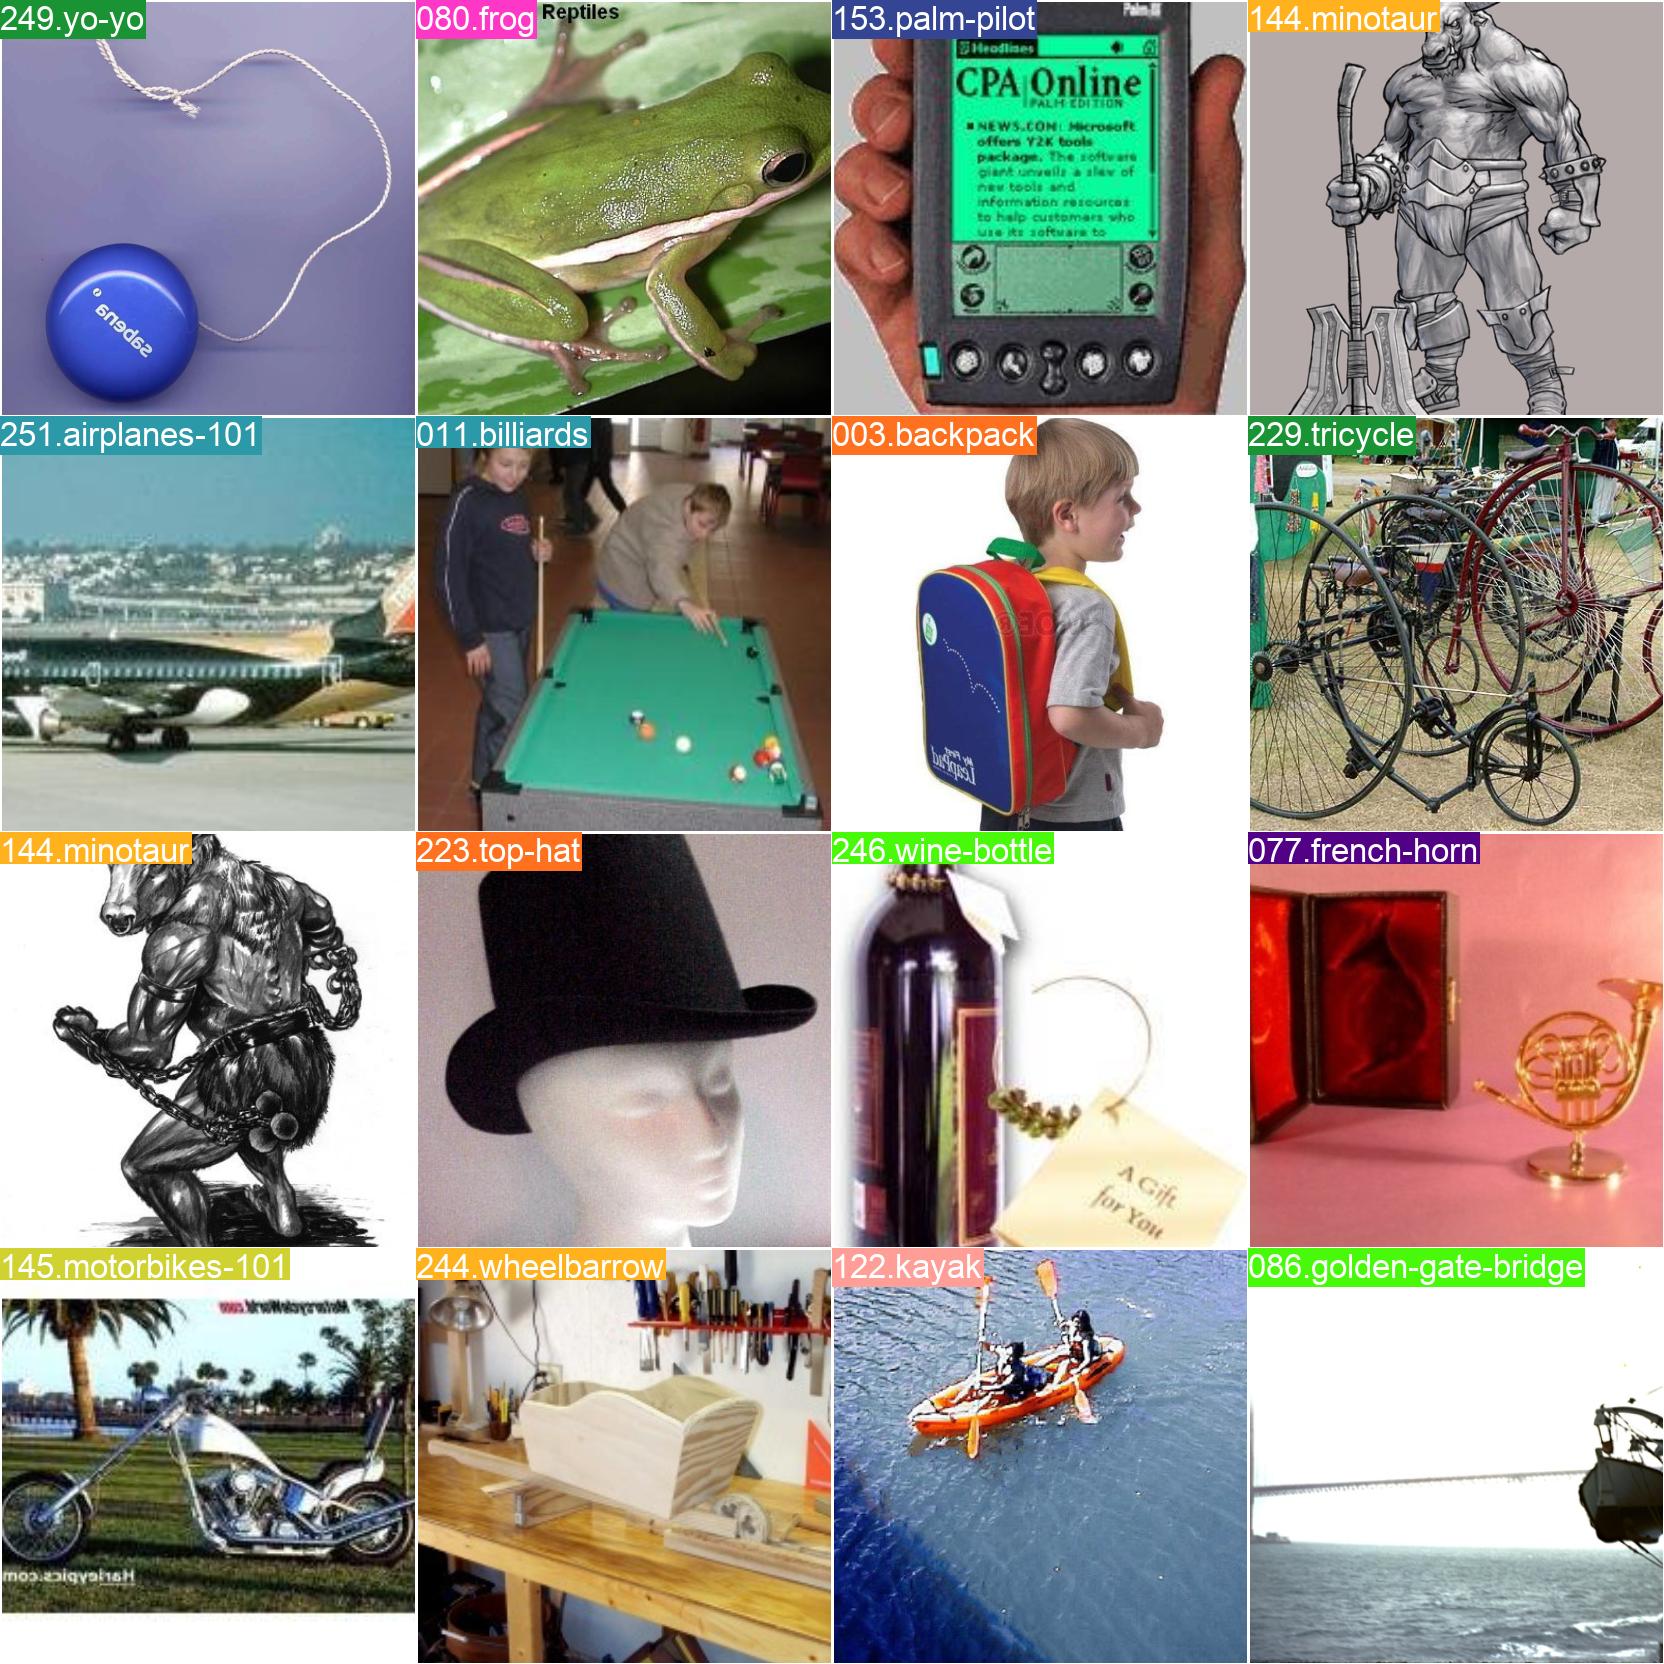 249.yo-yo
080.frog
Reptiles
153.palm-pilot
144.minotaur
sabena
Headlines
CPA Online
PALM EDITION
NEWS.COM: Microsoft
offers Y2K tools
package. The software
giant unveils a slew of
new tools and
information resources
to help customers who
use its software to
251.airplanes-101
011.billiards
003.backpack
229.tricycle
My First
LeapPad
144.minotaur
223.top-hat
246.wine-bottle
077.french-horn
A Gift
for You
145.motorbikes-101
244.wheelbarrow
122.kayak
086.golden-gate-bridge
MotorcycleWorld.com
Harleypics.com